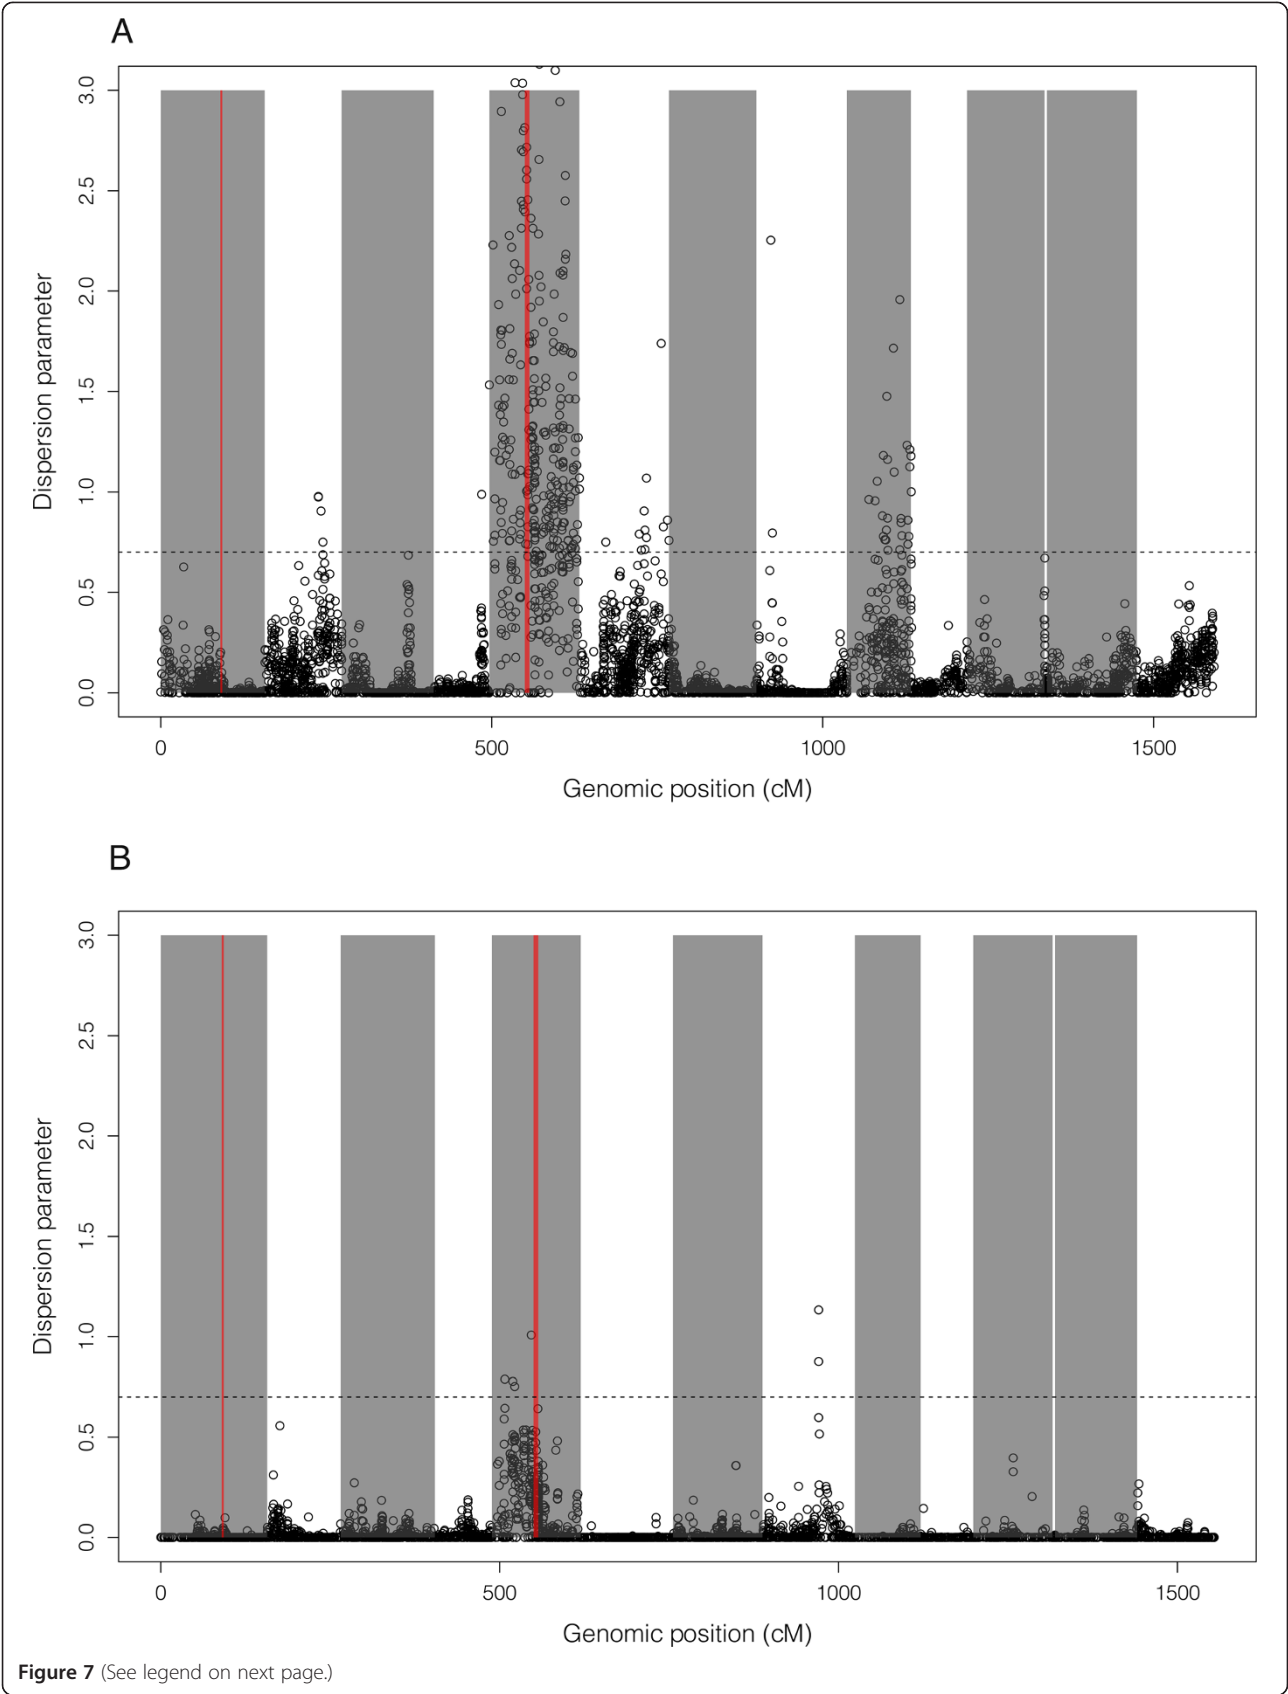 A
3.0
2.5
2.0
1.5
1.0
0.5
0.0
Dispersion parameter
0 500 1000 1500
Genomic position (cM)
B
3.0
2.5
2.0
1.5
1.0
0.5
0.0
Dispersion parameter
0 500 1000 1500
Genomic position (cM)
Figure 7 (See legend on next page.)